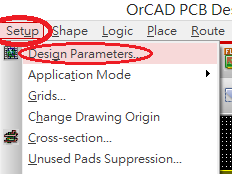 OrCAD PCB De
Setup Shape Logic Place Route
Design Parameters...
Application Mode
Grids...
Change Drawing Origin
Cross-section...
Unused Pads Suppression...